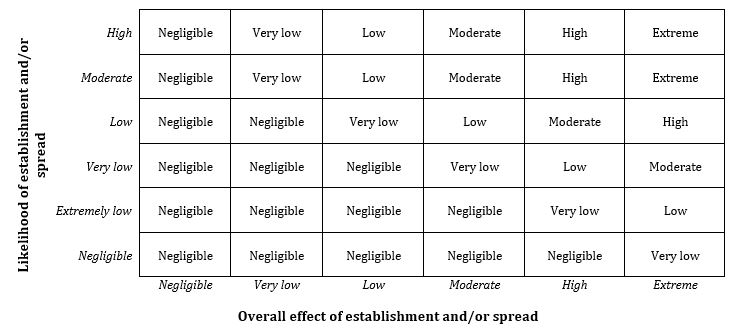 Likelihood of establishment and/or
spread
High Negligible Very low Low Moderate High Extreme
Moderate Negligible Very low Low Moderate High Extreme
Low Negligible Negligible Very low Low Moderate High
Very low Negligible Negligible Negligible Very low Low Moderate
Extremely low Negligible Negligible Negligible Negligible Very low Low
Negligible Negligible Negligible Negligible Negligible Negligible Very low
Negligible Very low Low Moderate High Extreme
Overall effect of establishment and/or spread